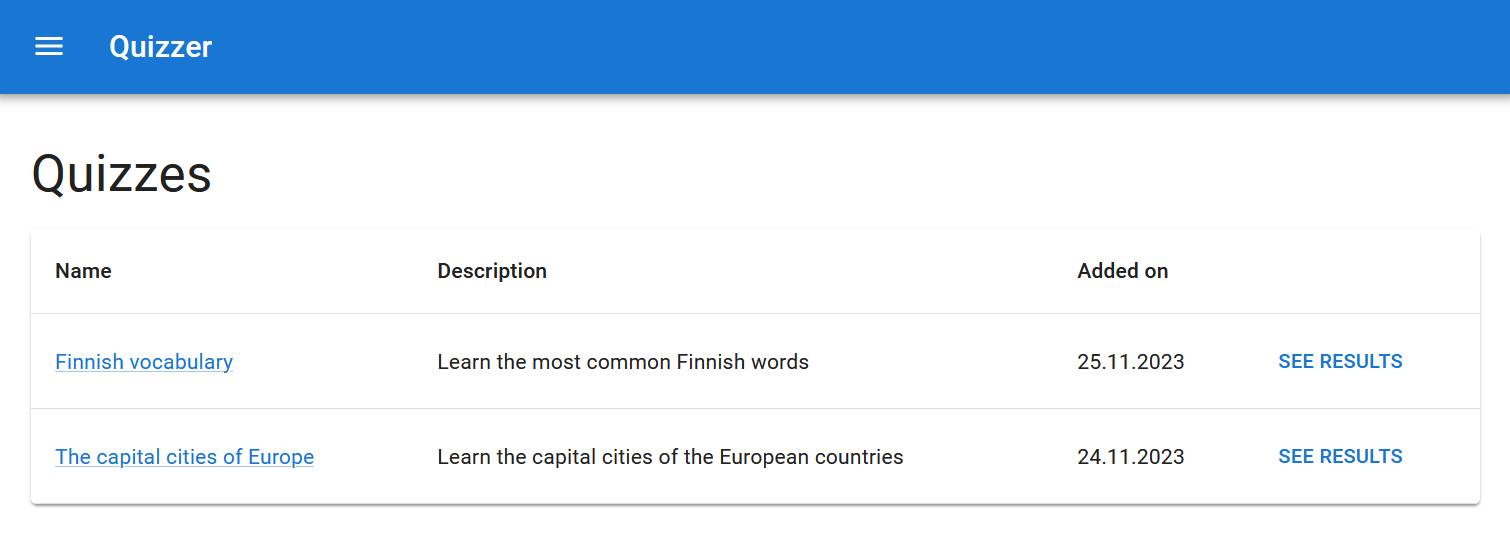 Quizzer
Quizzes
Name Description Added on
Finnish vocabulary Learn the most common Finnish words 25.11.2023 SEE RESULTS
The capital cities of Europe Learn the capital cities of the European countries 24.11.2023 SEE RESULTS